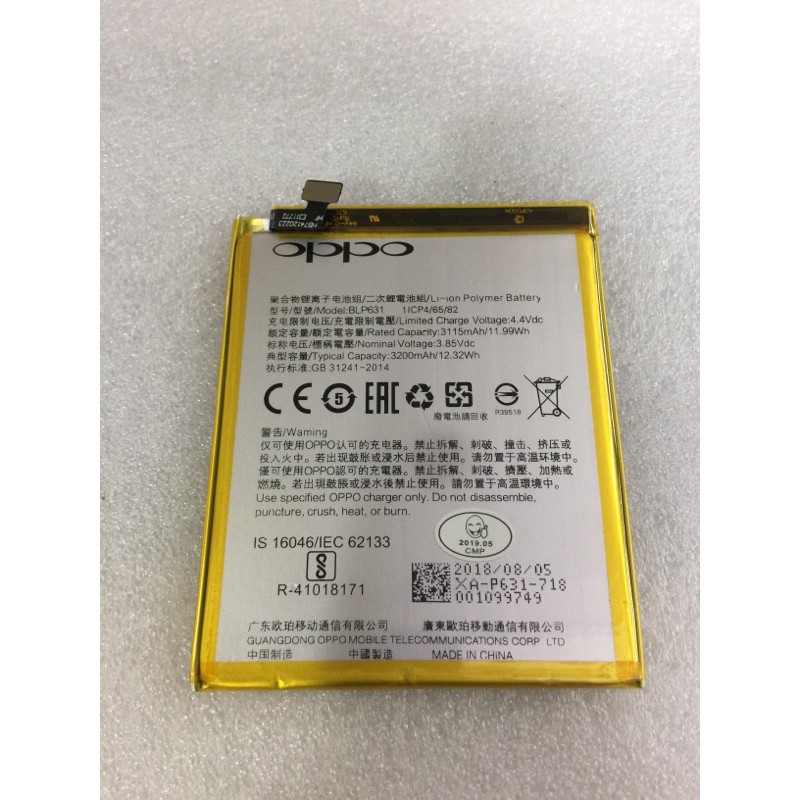 HB74120223
E311772
oppo
聚合物锂离子电池组/二次鋰電池組/Li-ion Polymer Battery
型号/型號/Model:BLP631 1ICP4/65/82
充电限制电压/充電限制電壓/Limited Charge Voltage:4.4Vdc
额定容量/額定電容量/Rated Capacity:3115mAh/11.99Wh
标称电压/標稱電壓/Nominal Voltage:3.85Vdc
典型容量/Typical Capacity:3200mAh/12.32Wh
执行标准:GB 31241-2014
CE 5 EAC
廢電池請回收
R39518
警告/Warning
仅可使用OPPO认可的充电器。禁止拆解、刺破、撞击、挤压或
投入火中。若出现鼓胀或浸水后禁止使用。请勿置于高温环境中。
僅可使用OPPO認可的充電器。禁止拆解、刺破、擠壓、加熱或
燃燒。若出現鼓脹或浸水後禁止使用。請勿置于高溫環境中。
Use specified OPPO charger only. Do not disassemble,
puncture, crush, heat, or burn.
IS 16046/IEC 62133
R-41018171
2019.05
CMP
2018/08/05
XA-P631-718
001099749
广东欧珀移动通信有限公司 廣東歐珀移動通信有限公司
GUANGDONG OPPO MOBILE TELECOMMUNICATIONS CORP LTD
中国制造 中國製造 MADE IN CHINA